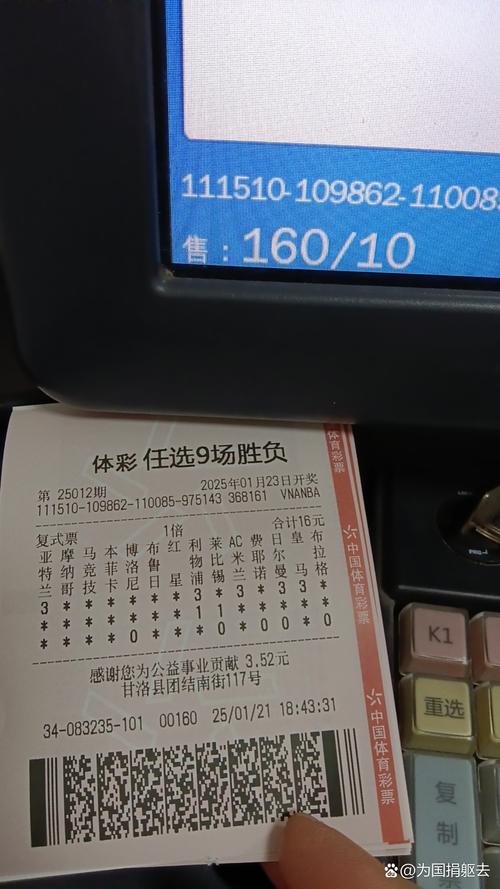 111510-109862-110085
售：160/10
体彩 任选9场胜负
第 25012期 2025年01月23日开奖
111510-109862-110085-975143 368161 VNANBA
复式票 1倍 合计16元
亚特兰
摩纳哥
马竞技
本菲卡
博洛尼
布鲁日
红星
利物浦
莱比锡
AC米兰
费耶诺
日尔曼
皇马
布拉格
3 * * * * * * 3 * 3 * 3 3 *
* * * * * * * 1 1 * * * * *
* * * * 0 * * * 0 * 0 0 * 0
感谢您为公益事业贡献 3.52元
甘洛县团结南街117号
34-083235-101 00160 25/01/21 18:43:31
体育彩票
中国体育彩票
中国体育彩票
K1
重选
复制
@为国捐躯去